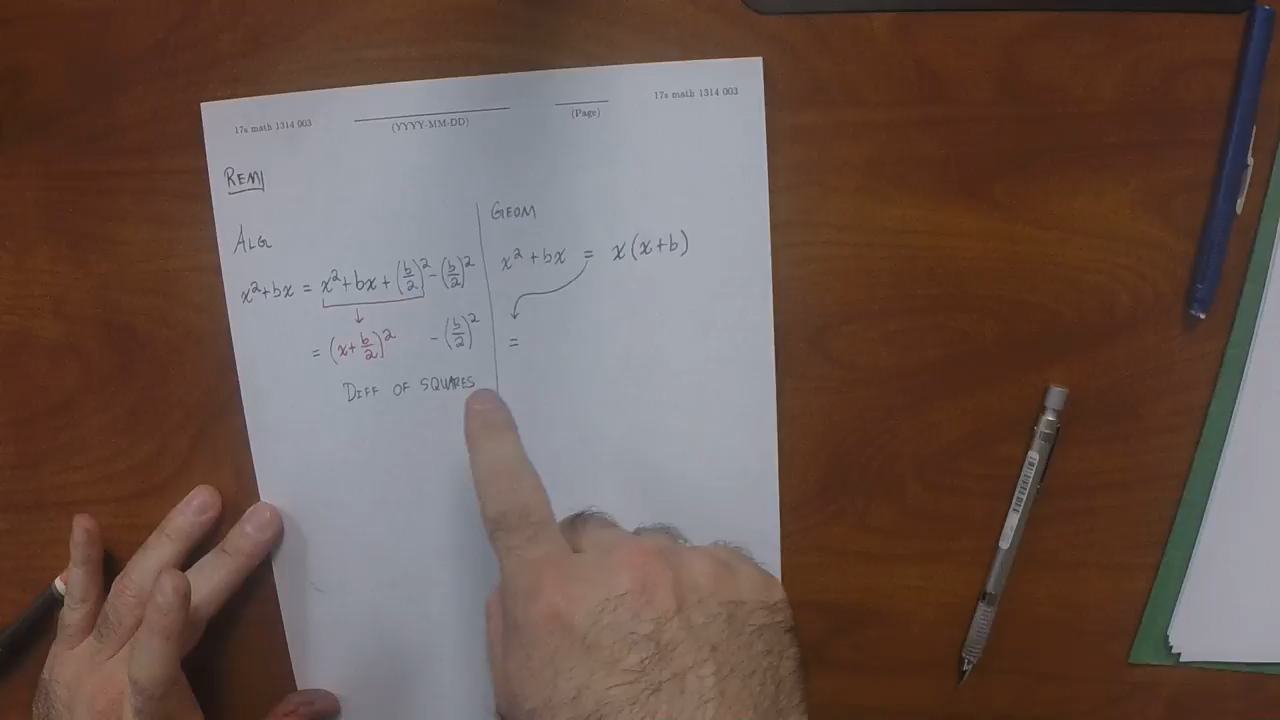 17s math 1314 003
(YYYY-MM-DD)
(Page)
17s math 1314 003
REM
ALG
x² + bx = x² + bx + (b/2)² - (b/2)²
= (x + b/2)² - (b/2)²
DIFF OF SQUARES
GEOM
x² + bx = x(x+b)
=